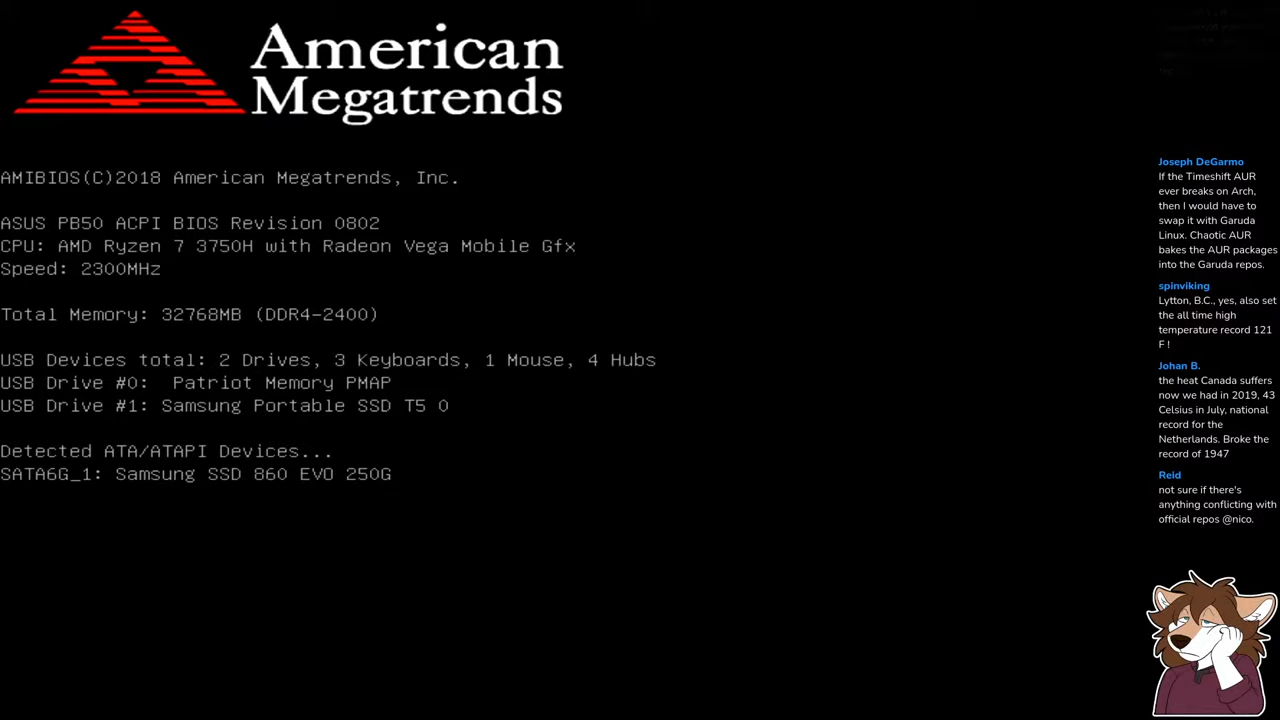 American
Megatrends
AMIBIOS(C)2018 American Megatrends, Inc.
ASUS PB50 ACPI BIOS Revision 0802
CPU: AMD Ryzen 7 3750H with Radeon Vega Mobile Gfx
Speed: 2300MHz
Total Memory: 32768MB (DDR4-2400)
USB Devices total: 2 Drives, 3 Keyboards, 1 Mouse, 4 Hubs
USB Drive #0:  Patriot Memory PMAP
USB Drive #1: Samsung Portable SSD T5 0
Detected ATA/ATAPI Devices...
SATA6G_1: Samsung SSD 860 EVO 250G
Joseph DeGarmo
If the Timeshift AUR
ever breaks on Arch,
then I would have to
swap it with Garuda
Linux. Chaotic AUR
bakes the AUR packages
into the Garuda repos.
spinviking
Lytton, B.C., yes, also set
the all time high
temperature record 121
F !
Johan B.
the heat Canada suffers
now we had in 2019, 43
Celsius in July, national
record for the
Netherlands. Broke the
record of 1947
Reid
not sure if there's
anything conflicting with
official repos @nico.